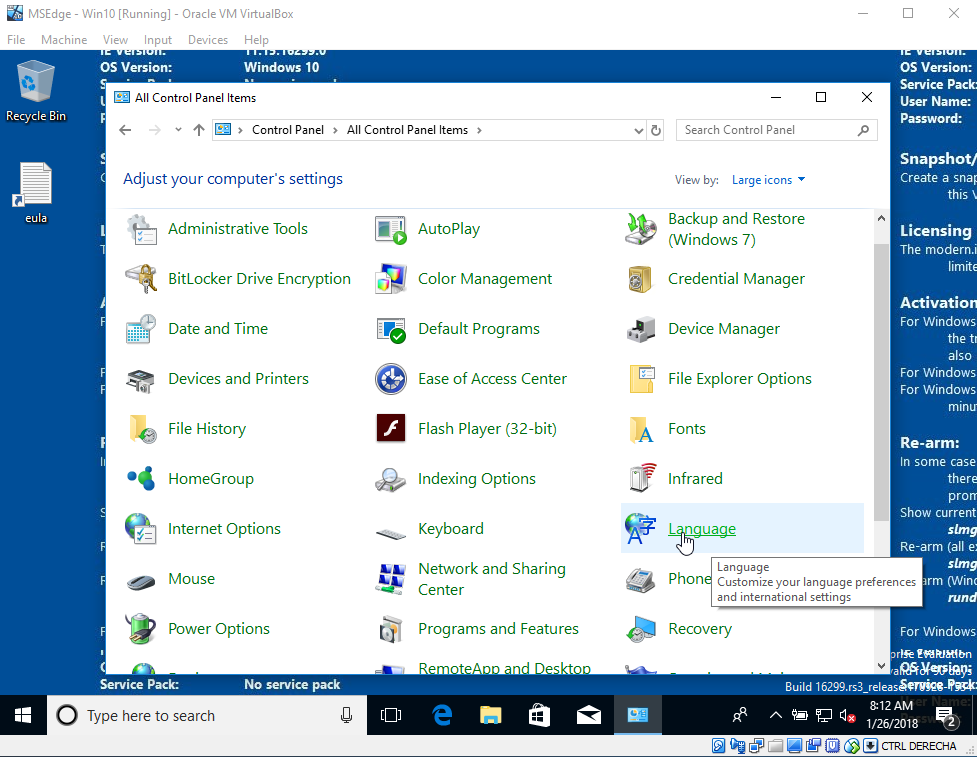 MSEdge - Win10 [Running] - Oracle VM VirtualBox
File Machine View Input Devices Help
IE Version: 11.15.16299.0
OS Version: Windows 10
Recycle Bin
eula
All Control Panel Items
Control Panel > All Control Panel Items >
Search Control Panel
Adjust your computer's settings
View by: Large icons
Administrative Tools
AutoPlay
Backup and Restore
(Windows 7)
BitLocker Drive Encryption
Color Management
Credential Manager
Date and Time
Default Programs
Device Manager
Devices and Printers
Ease of Access Center
File Explorer Options
File History
Flash Player (32-bit)
Fonts
HomeGroup
Indexing Options
Infrared
Internet Options
Keyboard
Language
Mouse
Network and Sharing
Center
Phone
Language
Customize your language preferences
and international settings
Power Options
Programs and Features
Recovery
RemoteApp and Desktop
OS Version:
Service Pack:
User Name:
Password:
Snapshot/
Create a snap
this V
Licensing
The modern.i
limite
Activation
For Windows
the tr
also
For Windows
For Windows
minut
Re-arm:
In some case
there
prom
Show current
slmg
Re-arm (all ex
slmg
arm (Wind
rund
For Windows
OS Version:
Service Pack: No service pack
Build 16299.rs3_release
Type here to search
8:12 AM
1/26/2018
2
CTRL DERECHA